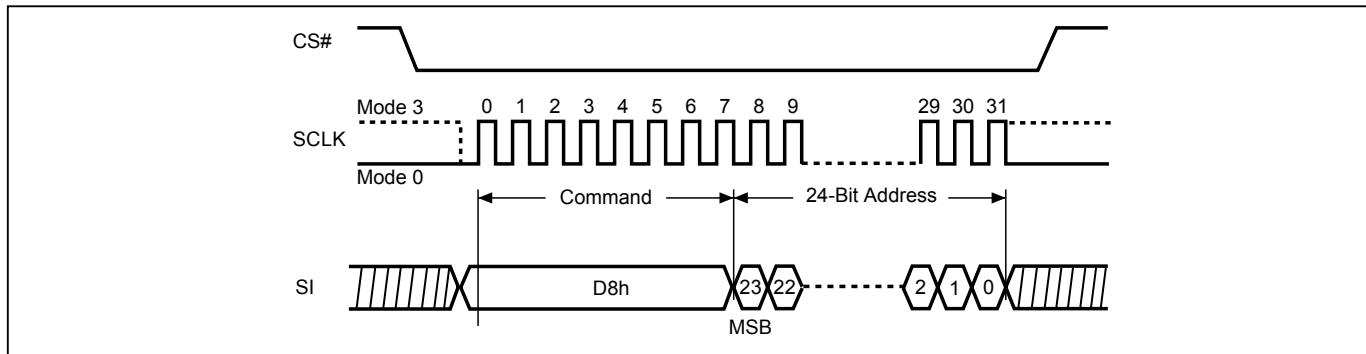 CS#
Mode 3
0 1 2 3 4 5 6 7 8 9 29 30 31
SCLK
Mode 0
Command 24-Bit Address
SI D8h 23 22 2 1 0
MSB